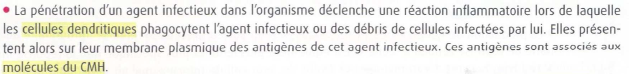 • La pénétration d'un agent infectieux dans l'organisme déclenche une réaction inflammatoire lors de laquelle
les cellules dendritiques phagocytent l'agent infectieux ou des débris de cellules infectées par lui. Elles présen-
tent alors sur leur membrane plasmique des antigènes de cet agent infectieux. Ces antigènes sont associés aux
molécules du CMH.